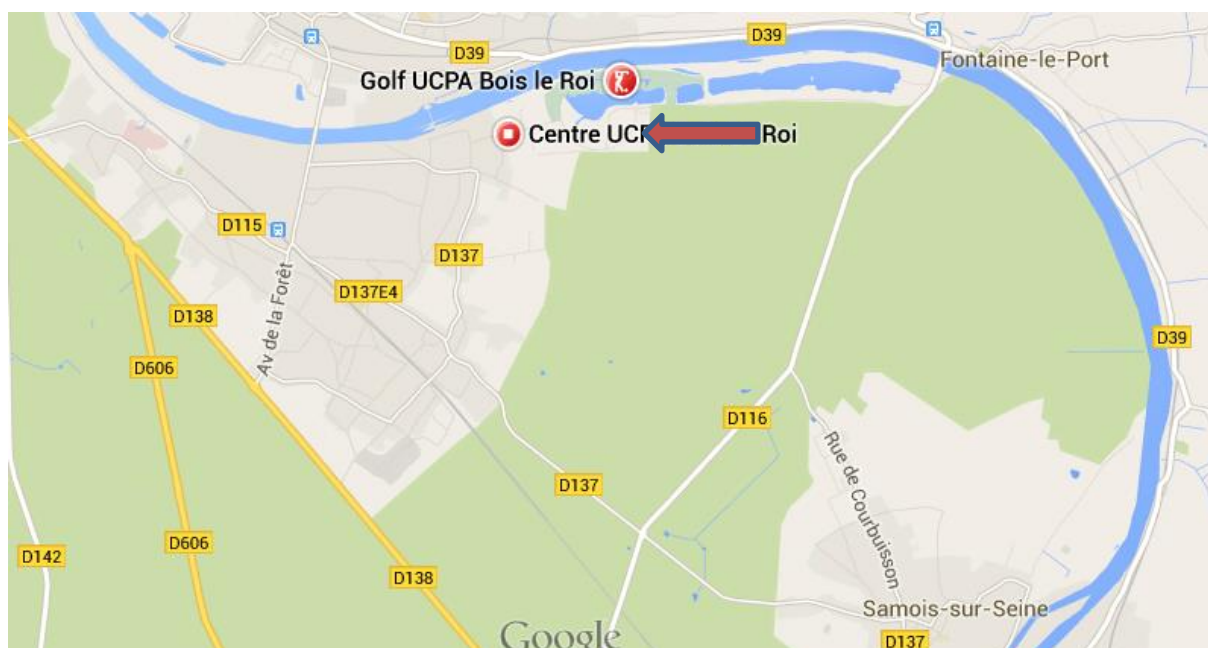 D39
D39
Fontaine-le-Port
Golf UCPA Bois le Roi
Centre UC
Roi
D115
D137
D137E4
Av de la Forêt
D138
D606
D39
D116
Rue de Courbuisson
D137
D142
D606
D138
Samois-sur-Seine
Google
D137